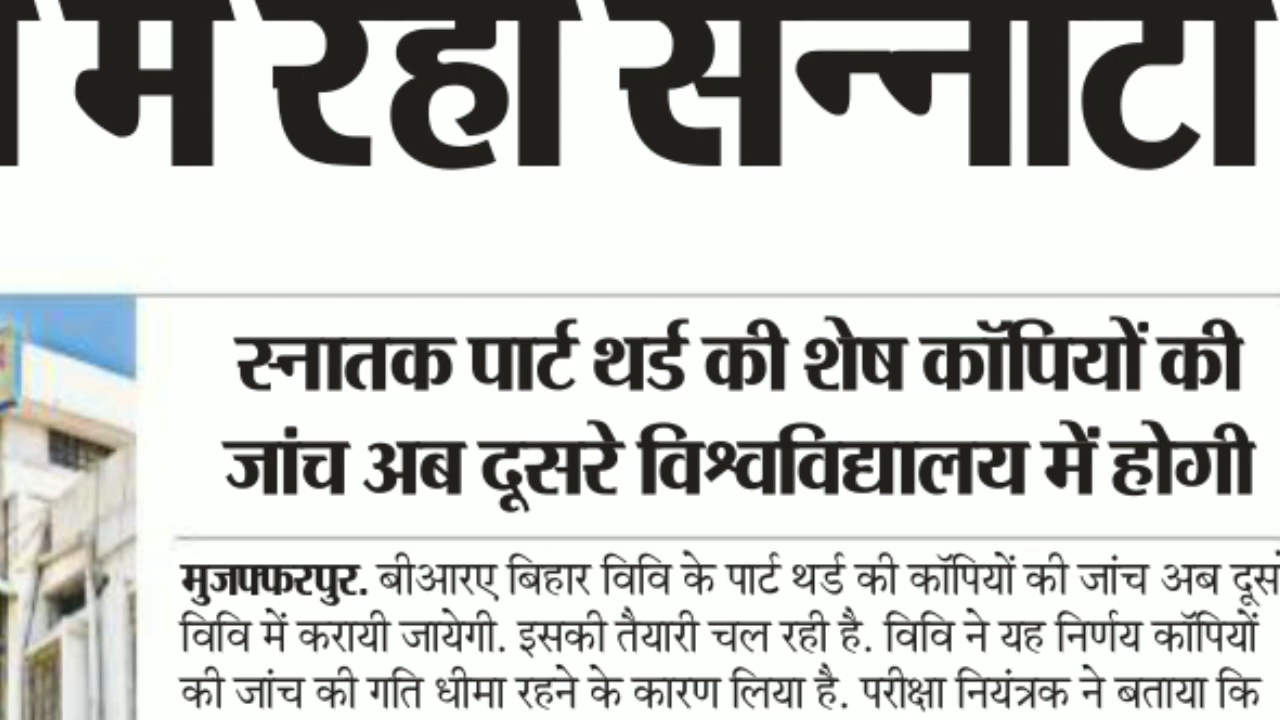 रहा सन्नाटा
स्नातक पार्ट थर्ड की शेष कॉपियों की
जांच अब दूसरे विश्वविद्यालय में होगी
मुजफ्फरपुर. बीआरए बिहार विवि के पार्ट थर्ड की कॉपियों की जांच अब दूसरे
विवि में करायी जायेगी. इसकी तैयारी चल रही है. विवि ने यह निर्णय कॉपियों
की जांच की गति धीमा रहने के कारण लिया है. परीक्षा नियंत्रक ने बताया कि